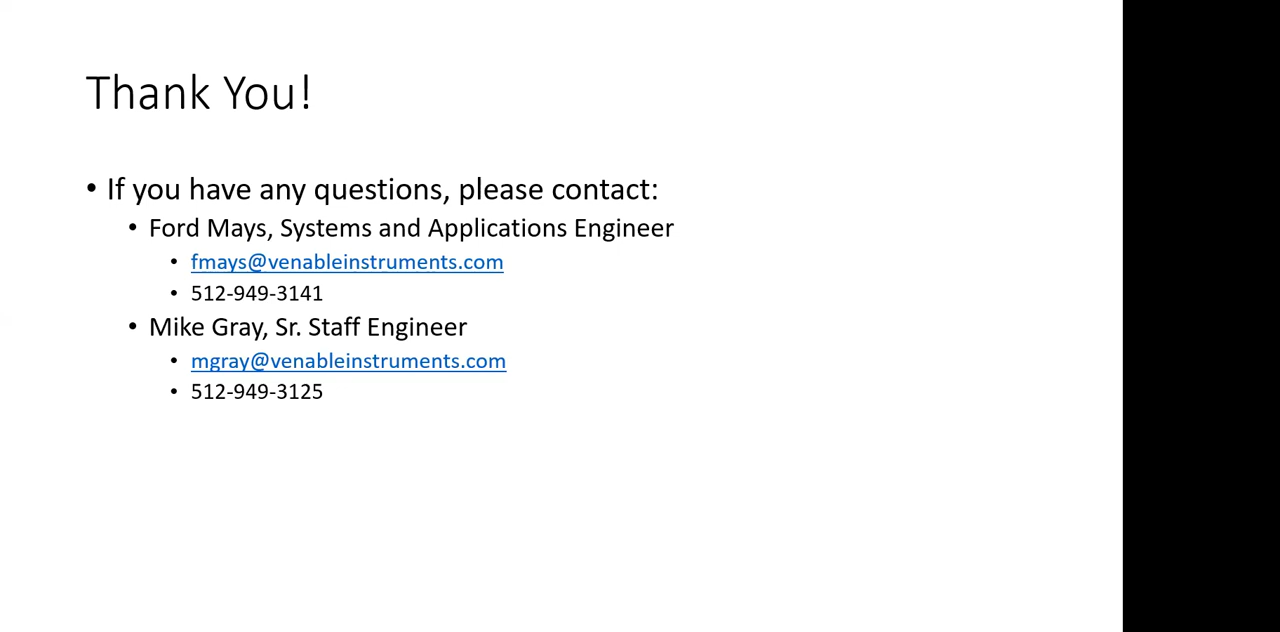 Thank You!
• If you have any questions, please contact:
• Ford Mays, Systems and Applications Engineer
• fmays@venableinstruments.com
• 512-949-3141
• Mike Gray, Sr. Staff Engineer
• mgray@venableinstruments.com
• 512-949-3125